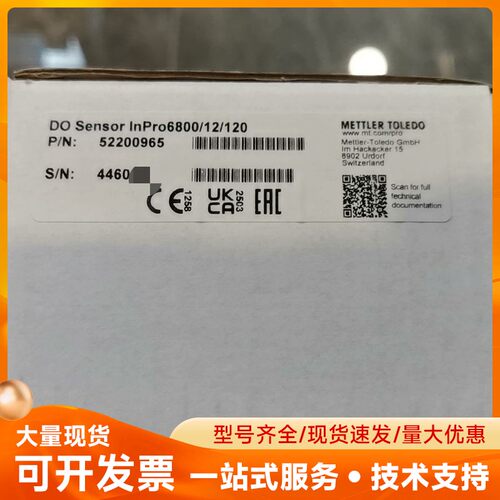 DO Sensor InPro6800/12/120
P/N: 52200965
S/N: 4460
METTLER TOLEDO
www.mt.com/pro
Mettler-Toledo GmbH
Im Hackacker 15
8902 Urdorf
Switzerland
CE 1258
UKCA 2503
EAC
Scan for full
technical
documentation
大量现货
可开发票
型号齐全/现货速发/量大优惠
一站式服务·技术支持